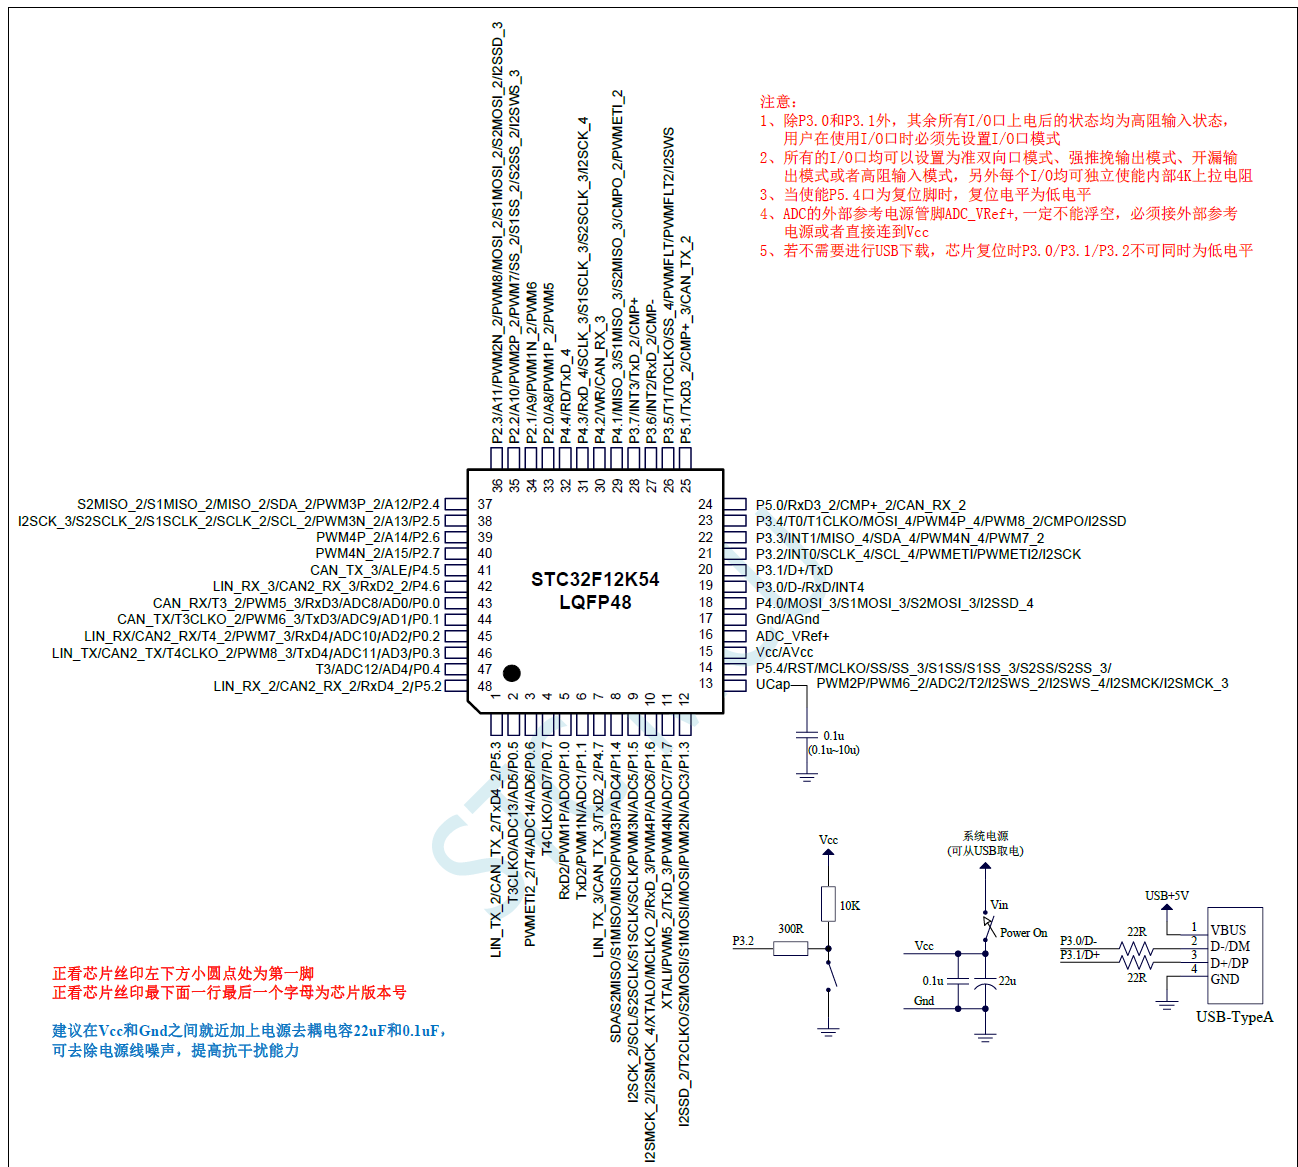 P2.3/A11/PWM2N_2/PWM8/MOSI_2/S1MOSI_2/S2MOSI_2/I2SSD_3
P2.2/A10/PWM2P_2/PWM7/SS_2/S1SS_2/S2SS_2/I2SWS_3
P2.1/A9/PWM1N_2/PWM6
P2.0/A8/PWM1P_2/PWM5
P4.4/RD/TxD_4
P4.3/RxD_4/SCLK_3/S1SCLK_3/S2SCLK_3/I2SCK_4
P4.2/WR/CAN_RX_3
P4.1/MISO_3/S1MISO_3/S2MISO_3/CMPO_2/PWMETI_2
P3.7/INT3/TxD_2/CMP+
P3.6/INT2/RxD_2/CMP-
P3.5/T1/T0CLKO/SS_4/PWMFLT/PWMFLT2/I2SWS
P5.1/TxD3_2/CMP+_3/CAN_TX_2
注意：
1、除P3.0和P3.1外，其余所有I/O口上电后的状态均为高阻输入状态，
用户在使用I/O口时必须先设置I/O口模式
2、所有的I/O口均可以设置为准双向口模式、强推挽输出模式、开漏输
出模式或者高阻输入模式，另外每个I/O均可独立使能内部4K上拉电阻
3、当使能P5.4口为复位脚时，复位电平为低电平
4、ADC的外部参考电源管脚ADC_VRef+,一定不能浮空，必须接外部参考
电源或者直接连到Vcc
5、若不需要进行USB下载，芯片复位时P3.0/P3.1/P3.2不可同时为低电平
36 35 34 33 32 31 30 29 28 27 26 25
S2MISO_2/S1MISO_2/MISO_2/SDA_2/PWM3P_2/A12/P2.4 37
I2SCK_3/S2SCLK_2/S1SCLK_2/SCLK_2/SCL_2/PWM3N_2/A13/P2.5 38
PWM4P_2/A14/P2.6 39
PWM4N_2/A15/P2.7 40
CAN_TX_3/ALE/P4.5 41
LIN_RX_3/CAN2_RX_3/RxD2_2/P4.6 42
CAN_RX/T3_2/PWM5_3/RxD3/ADC8/AD0/P0.0 43
CAN_TX/T3CLKO_2/PWM6_3/TxD3/ADC9/AD1/P0.1 44
LIN_RX/CAN2_RX/T4_2/PWM7_3/RxD4/ADC10/AD2/P0.2 45
LIN_TX/CAN2_TX/T4CLKO_2/PWM8_3/TxD4/ADC11/AD3/P0.3 46
T3/ADC12/AD4/P0.4 47
LIN_RX_2/CAN2_RX_2/RxD4_2/P5.2 48
STC32F12K54
LQFP48
24 P5.0/RxD3_2/CMP+_2/CAN_RX_2
23 P3.4/T0/T1CLKO/MOSI_4/PWM4P_4/PWM8_2/CMPO/I2SSD
22 P3.3/INT1/MISO_4/SDA_4/PWM4N_4/PWM7_2
21 P3.2/INT0/SCLK_4/SCL_4/PWMETI/PWMETI2/I2SCK
20 P3.1/D+/TxD
19 P3.0/D-/RxD/INT4
18 P4.0/MOSI_3/S1MOSI_3/S2MOSI_3/I2SSD_4
17 Gnd/AGnd
16 ADC_VRef+
15 Vcc/AVcc
14 P5.4/RST/MCLKO/SS/SS_3/S1SS/S1SS_3/S2SS/S2SS_3/
PWM2P/PWM6_2/ADC2/T2/I2SWS_2/I2SWS_4/I2SMCK/I2SMCK_3
13 UCap
1 2 3 4 5 6 7 8 9 10 11 12
LIN_TX_2/CAN_TX_2/TxD4_2/P5.3
T3CLKO/ADC13/AD5/P0.5
PWMETI2_2/T4/ADC14/AD6/P0.6
T4CLKO/AD7/P0.7
RxD2/PWM1P/ADC0/P1.0
TxD2/PWM1N/ADC1/P1.1
LIN_TX_3/CAN_TX_3/TxD2_2/P4.7
SDA/S2MISO/S1MISO/MISO/PWM3P/ADC4/P1.4
I2SCK_2/SCL/S2SCLK/S1SCLK/SCLK/PWM3N/ADC5/P1.5
I2SMCK_2/I2SMCK_4/XTALO/MCLKO_2/RxD_3/PWM4P/ADC6/P1.6
XTALI/PWM5_2/TxD_3/PWM4N/ADC7/P1.7
I2SSD_2/T2CLKO/S2MOSI/S1MOSI/MOSI/PWM2N/ADC3/P1.3
0.1u
(0.1u~10u)
Vcc
10K
300R
P3.2
系统电源
(可从USB取电)
Vin
Power On
Vcc
0.1u
22u
Gnd
USB+5V
P3.0/D-
P3.1/D+
22R
22R
1 VBUS
2 D-/DM
3 D+/DP
4 GND
USB-TypeA
正看芯片丝印左下方小圆点处为第一脚
正看芯片丝印最下面一行最后一个字母为芯片版本号
建议在Vcc和Gnd之间就近加上电源去耦电容22uF和0.1uF，
可去除电源线噪声，提高抗干扰能力